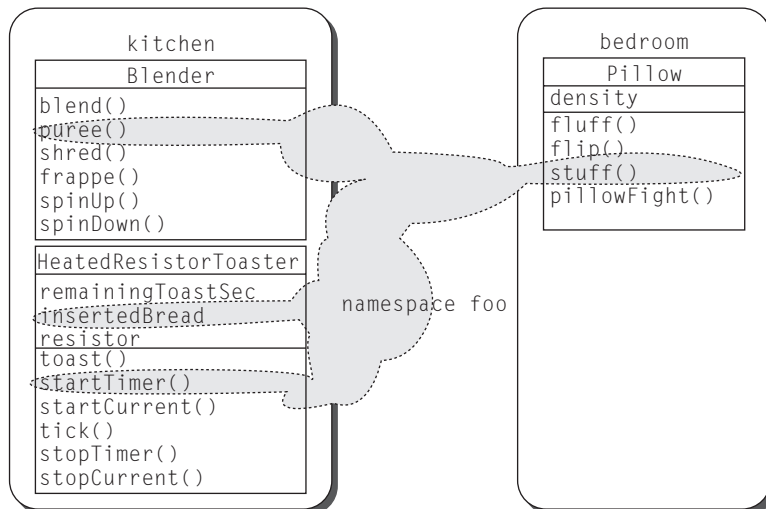 kitchen
Blender
blend()
puree()
shred()
frappe()
spinUp()
spinDown()
HeatedResistorToaster
remainingToastSec
insertedBread
resistor
toast()
startTimer()
startCurrent()
tick()
stopTimer()
stopCurrent()
namespace foo
bedroom
Pillow
density
fluff()
flip()
stuff()
pillowFight()